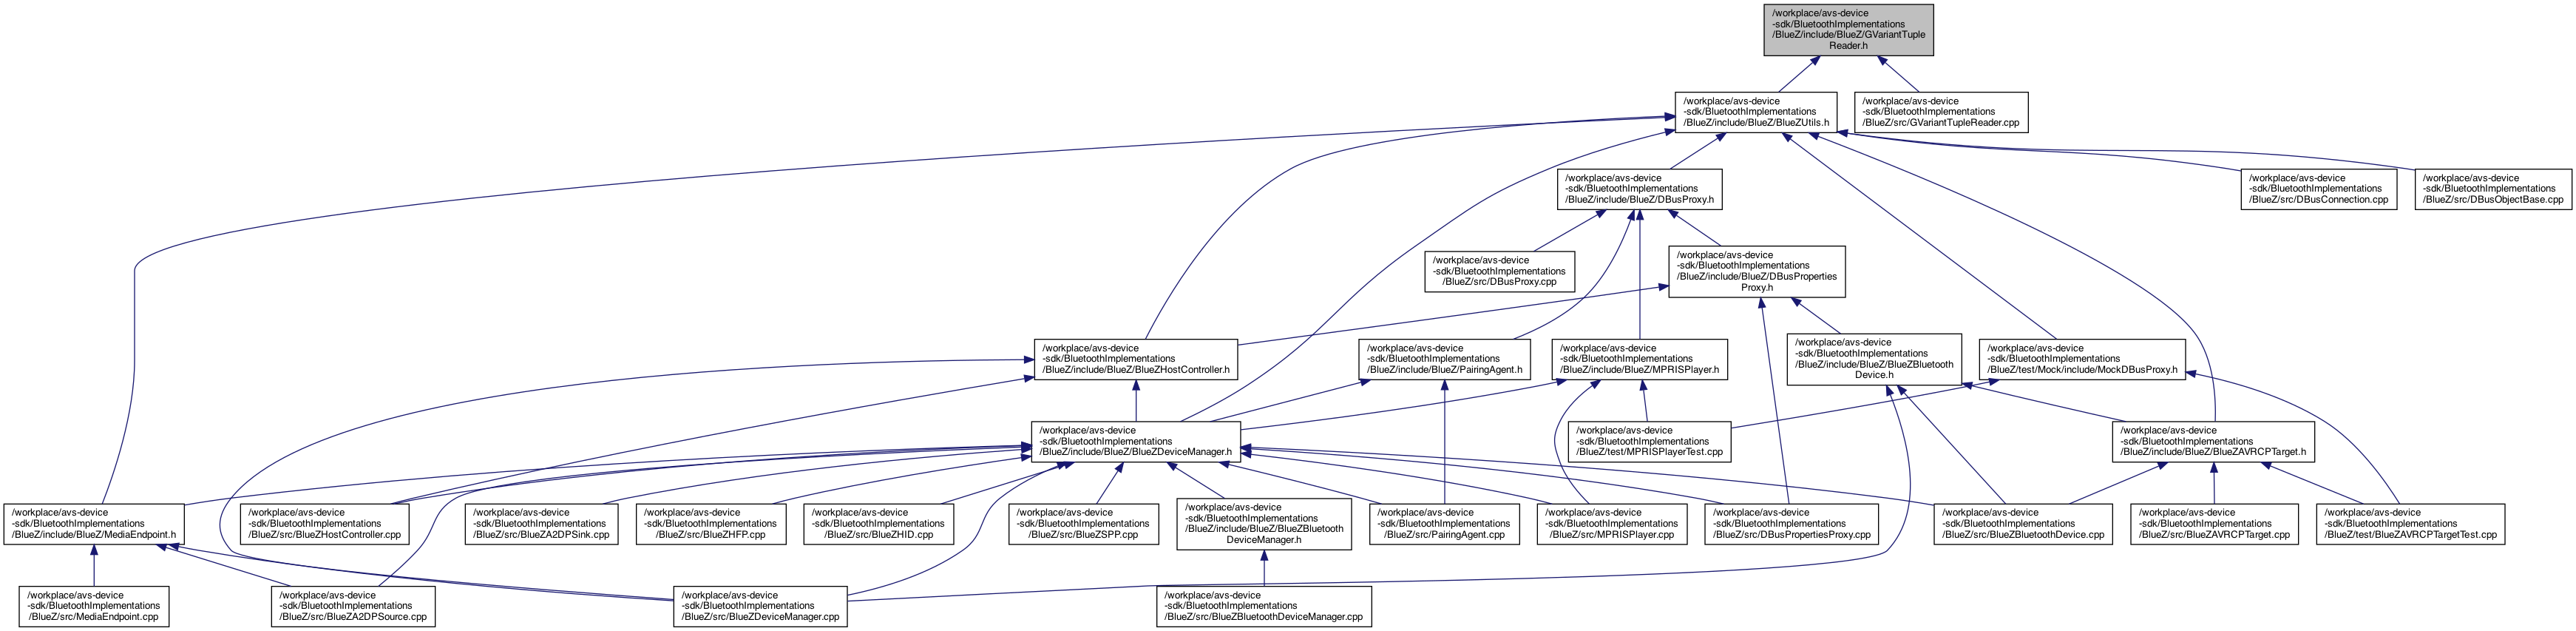 /workplace/avs-device
-sdk/BluetoothImplementations
/BlueZ/include/BlueZ/GVariantTuple
Reader.h
/workplace/avs-device
-sdk/BluetoothImplementations
/BlueZ/include/BlueZ/BlueZUtils.h
/workplace/avs-device
-sdk/BluetoothImplementations
/BlueZ/src/GVariantTupleReader.cpp
/workplace/avs-device
-sdk/BluetoothImplementations
/BlueZ/include/BlueZ/DBusProxy.h
/workplace/avs-device
-sdk/BluetoothImplementations
/BlueZ/src/DBusConnection.cpp
/workplace/avs-device
-sdk/BluetoothImplementations
/BlueZ/src/DBusObjectBase.cpp
/workplace/avs-device
-sdk/BluetoothImplementations
/BlueZ/src/DBusProxy.cpp
/workplace/avs-device
-sdk/BluetoothImplementations
/BlueZ/include/BlueZ/DBusProperties
Proxy.h
/workplace/avs-device
-sdk/BluetoothImplementations
/BlueZ/include/BlueZ/BlueZHostController.h
/workplace/avs-device
-sdk/BluetoothImplementations
/BlueZ/include/BlueZ/PairingAgent.h
/workplace/avs-device
-sdk/BluetoothImplementations
/BlueZ/include/BlueZ/MPRISPlayer.h
/workplace/avs-device
-sdk/BluetoothImplementations
/BlueZ/include/BlueZ/BlueZBluetooth
Device.h
/workplace/avs-device
-sdk/BluetoothImplementations
/BlueZ/test/Mock/include/MockDBusProxy.h
/workplace/avs-device
-sdk/BluetoothImplementations
/BlueZ/include/BlueZ/BlueZDeviceManager.h
/workplace/avs-device
-sdk/BluetoothImplementations
/BlueZ/test/MPRISPlayerTest.cpp
/workplace/avs-device
-sdk/BluetoothImplementations
/BlueZ/include/BlueZ/BlueZAVRCPTarget.h
/workplace/avs-device
-sdk/BluetoothImplementations
/BlueZ/include/BlueZ/MediaEndpoint.h
/workplace/avs-device
-sdk/BluetoothImplementations
/BlueZ/src/BlueZHostController.cpp
/workplace/avs-device
-sdk/BluetoothImplementations
/BlueZ/src/BlueZA2DPSink.cpp
/workplace/avs-device
-sdk/BluetoothImplementations
/BlueZ/src/BlueZHFP.cpp
/workplace/avs-device
-sdk/BluetoothImplementations
/BlueZ/src/BlueZHID.cpp
/workplace/avs-device
-sdk/BluetoothImplementations
/BlueZ/src/BlueZSPP.cpp
/workplace/avs-device
-sdk/BluetoothImplementations
/BlueZ/include/BlueZ/BlueZBluetooth
DeviceManager.h
/workplace/avs-device
-sdk/BluetoothImplementations
/BlueZ/src/PairingAgent.cpp
/workplace/avs-device
-sdk/BluetoothImplementations
/BlueZ/src/MPRISPlayer.cpp
/workplace/avs-device
-sdk/BluetoothImplementations
/BlueZ/src/DBusPropertiesProxy.cpp
/workplace/avs-device
-sdk/BluetoothImplementations
/BlueZ/src/BlueZBluetoothDevice.cpp
/workplace/avs-device
-sdk/BluetoothImplementations
/BlueZ/src/BlueZAVRCPTarget.cpp
/workplace/avs-device
-sdk/BluetoothImplementations
/BlueZ/test/BlueZAVRCPTargetTest.cpp
/workplace/avs-device
-sdk/BluetoothImplementations
/BlueZ/src/MediaEndpoint.cpp
/workplace/avs-device
-sdk/BluetoothImplementations
/BlueZ/src/BlueZA2DPSource.cpp
/workplace/avs-device
-sdk/BluetoothImplementations
/BlueZ/src/BlueZDeviceManager.cpp
/workplace/avs-device
-sdk/BluetoothImplementations
/BlueZ/src/BlueZBluetoothDeviceManager.cpp